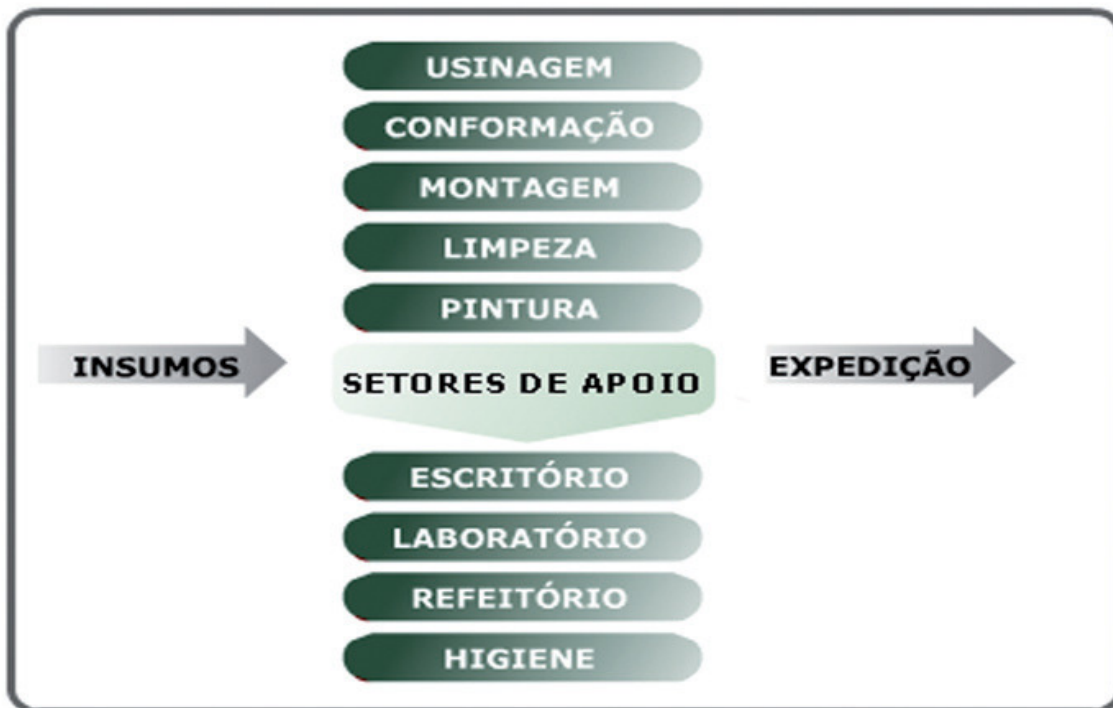 USINAGEM
CONFORMAÇÃO
MONTAGEM
LIMPEZA
PINTURA
INSUMOS
SETORES DE APOIO
EXPEDIÇÃO
ESCRITÓRIO
LABORATÓRIO
REFEITÓRIO
HIGIENE